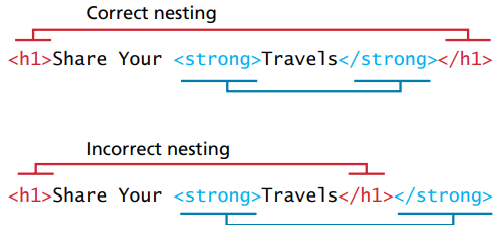 Correct nesting
<h1>Share Your <strong>Travels</strong></h1>
Incorrect nesting
<h1>Share Your <strong>Travels</h1></strong>